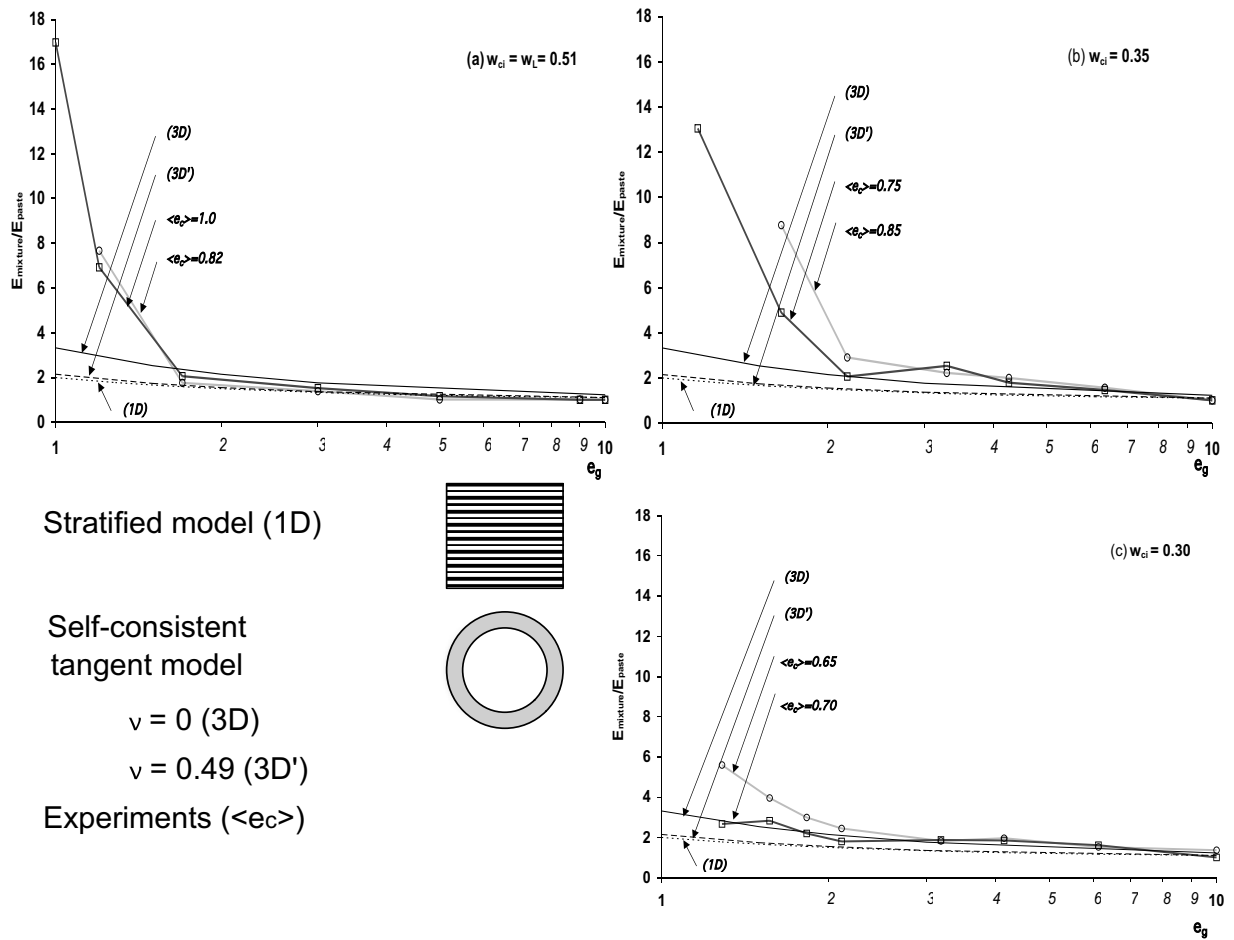 18
16
14
12
10
8
6
4
2
0
Emixture/Epaste
(a) wci = wL = 0.51
(3D)
(3D')
<ec>=1.0
<ec>=0.82
(1D)
1 2 3 4 5 6 7 8 9 10
eg
18
16
14
12
10
8
6
4
2
0
Emixture/Epaste
(b) wci = 0.35
(3D)
(3D')
<ec>=0.75
<ec>=0.85
(1D)
1 2 3 4 5 6 7 8 9 10
eg
Stratified model (1D)
Self-consistent
tangent model
ν = 0 (3D)
ν = 0.49 (3D')
Experiments (<ec>)
18
16
14
12
10
8
6
4
2
0
Emixture/Epaste
(c) wci = 0.30
(3D)
(3D')
<ec>=0.65
<ec>=0.70
(1D)
1 2 3 4 5 6 7 8 9 10
eg